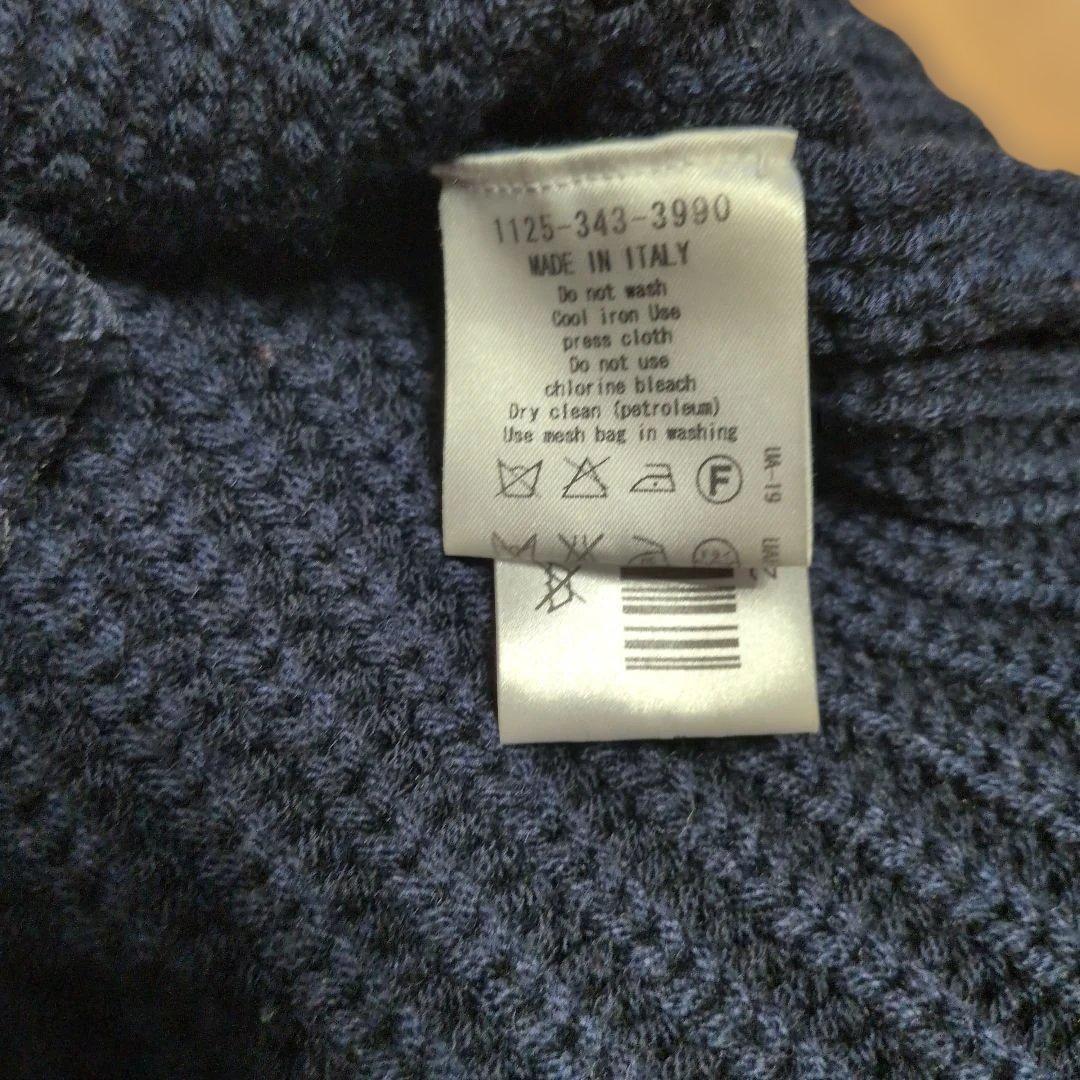 1125-343-3990
MADE IN ITALY
Do not wash
Cool iron Use
press cloth
Do not use
chlorine bleach
Dry clean (petroleum)
Use mesh bag in washing
F
UA-19